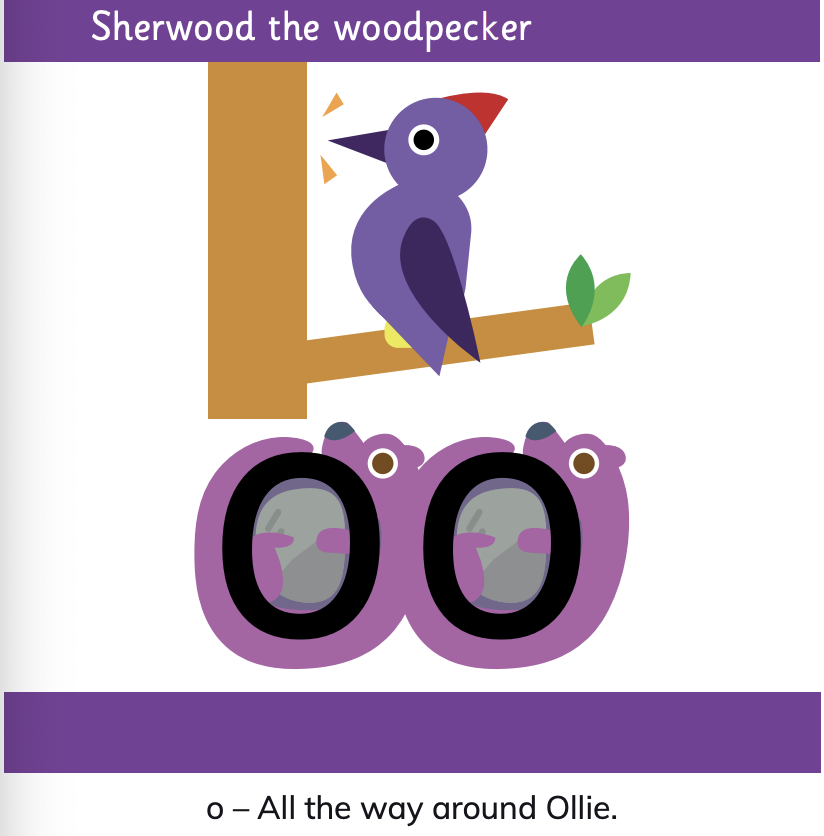 Sherwood the woodpecker
oo
o – All the way around Ollie.